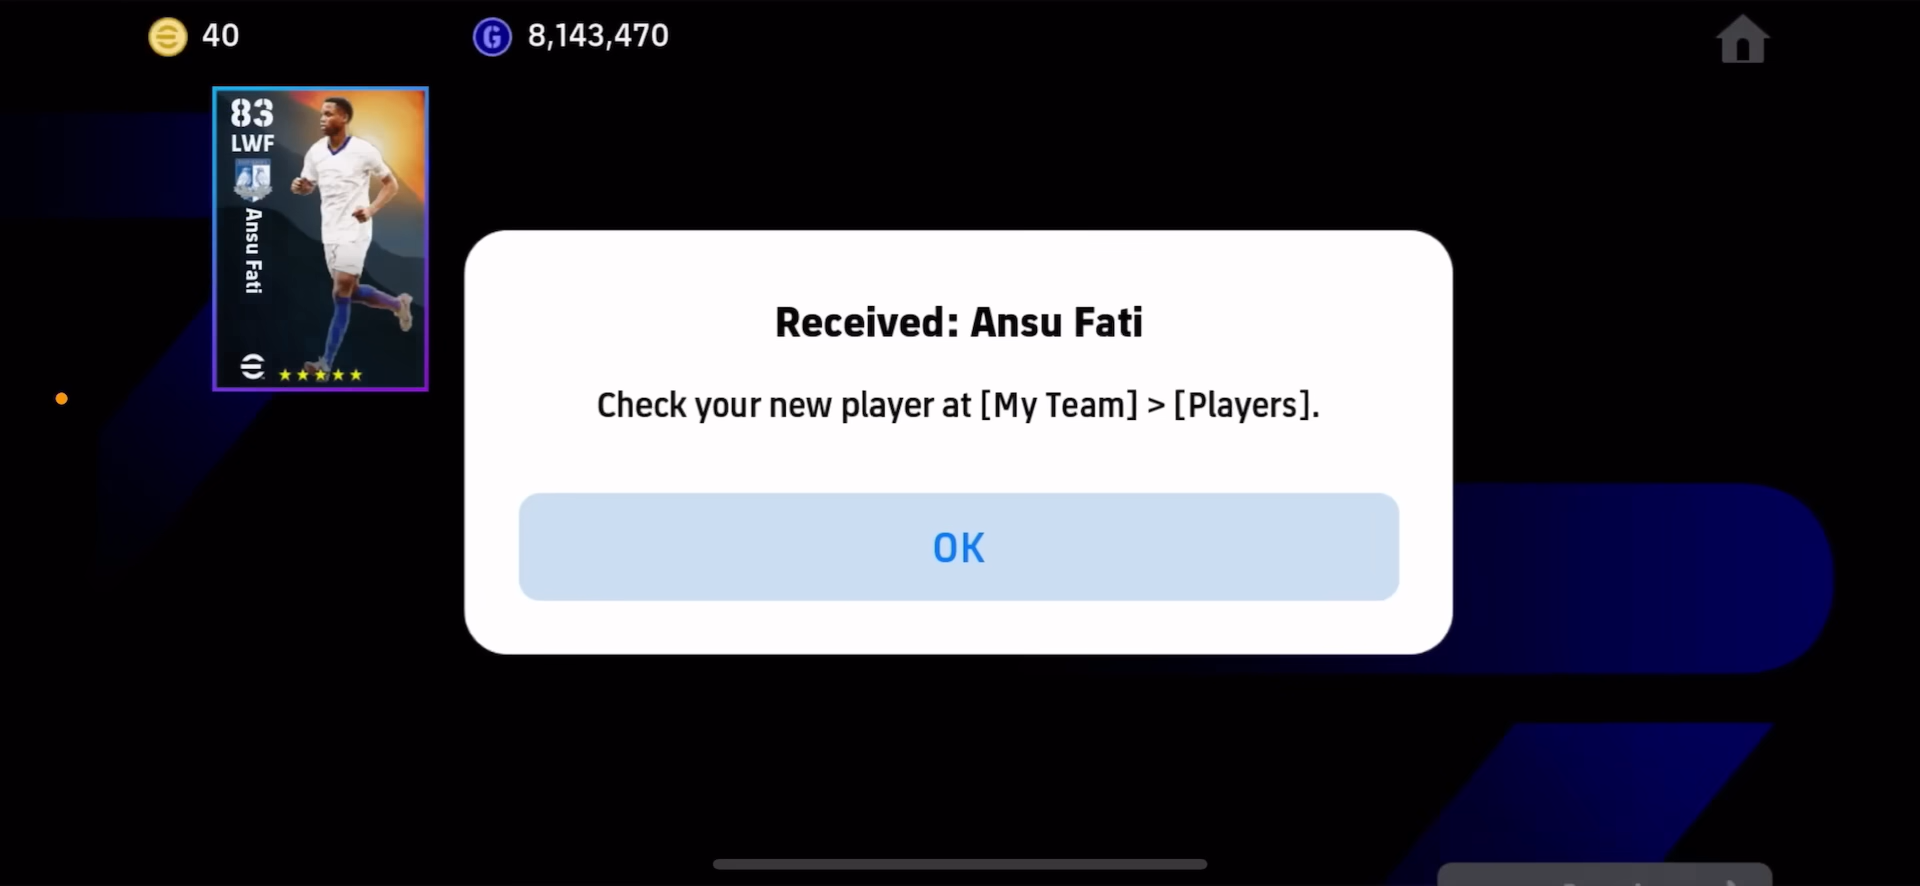 40
8,143,470
83
LWF
Ansu Fati
Received: Ansu Fati
Check your new player at [My Team] > [Players].
OK